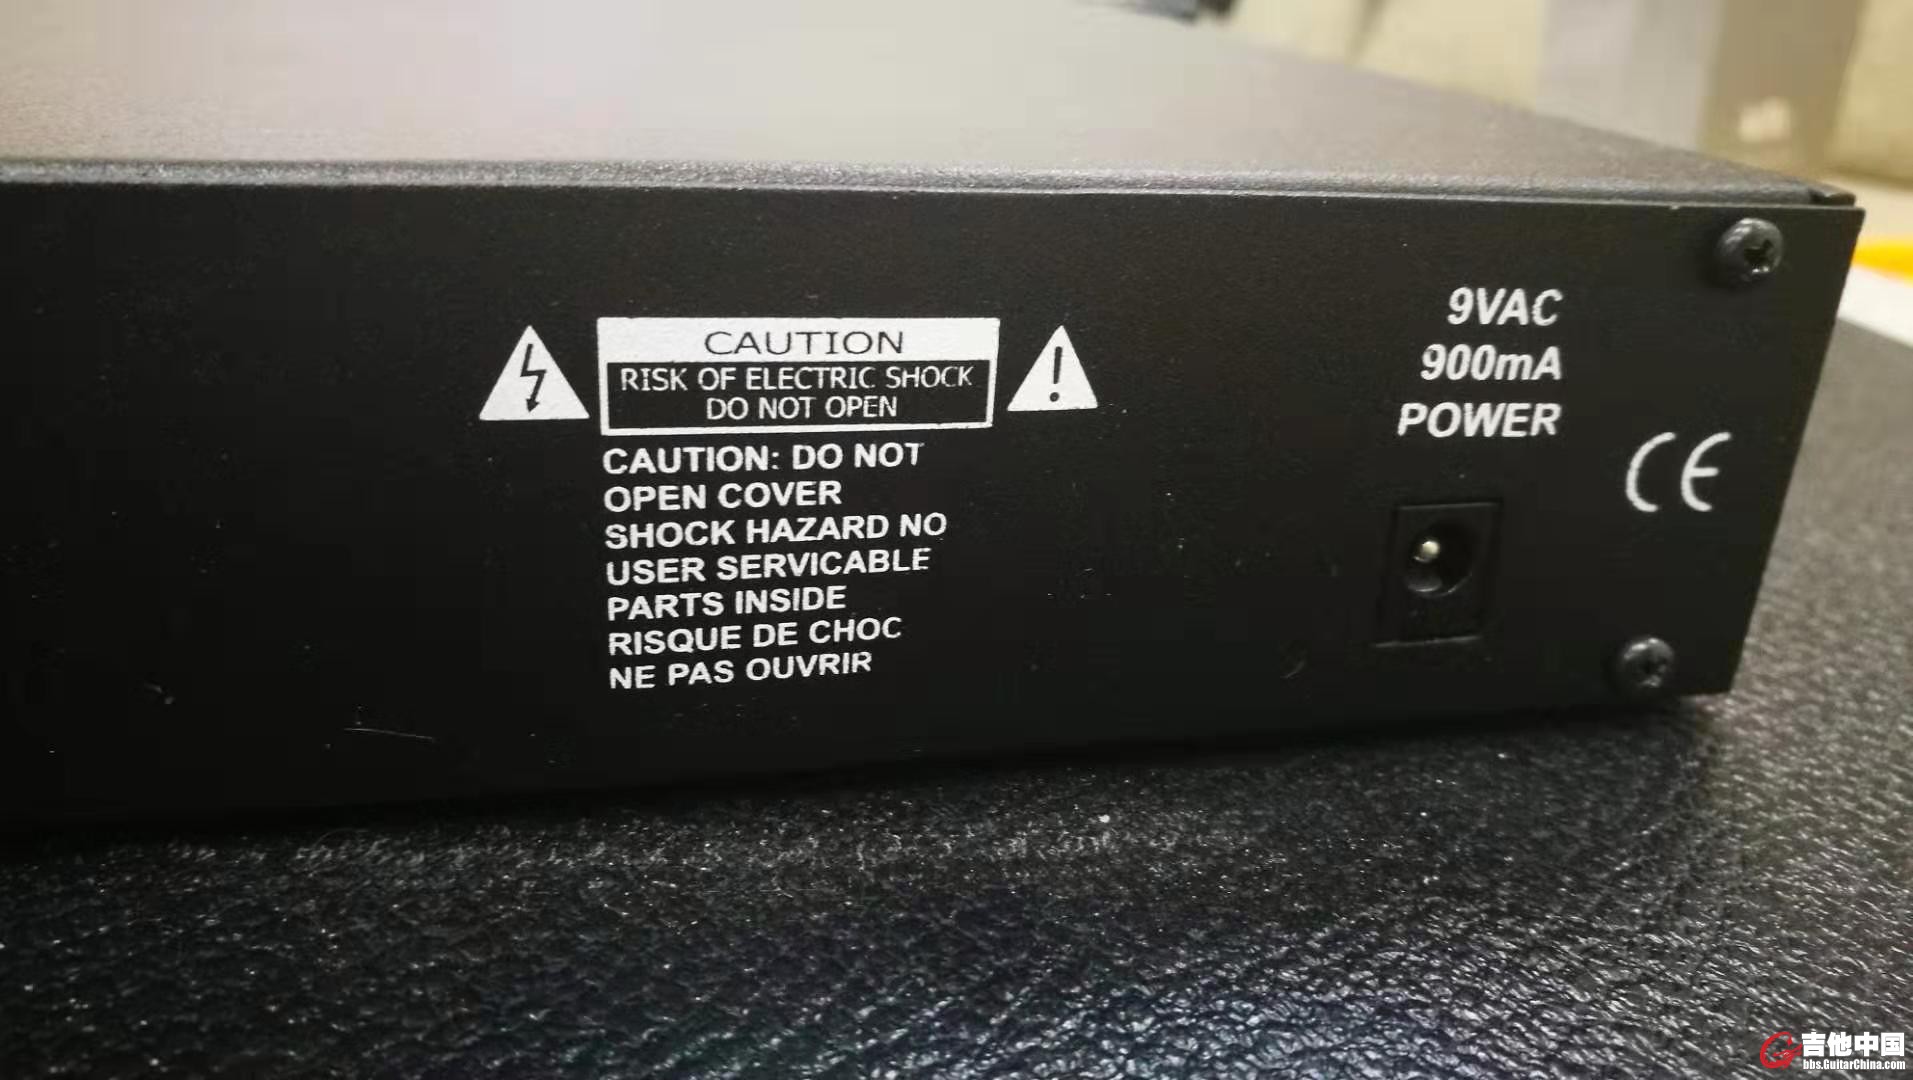 CAUTION
RISK OF ELECTRIC SHOCK
DO NOT OPEN
CAUTION: DO NOT
OPEN COVER
SHOCK HAZARD NO
USER SERVICABLE
PARTS INSIDE
RISQUE DE CHOC
NE PAS OUVRIR
9VAC
900mA
POWER
CE
吉他中国
bbs.GuitarChina.com